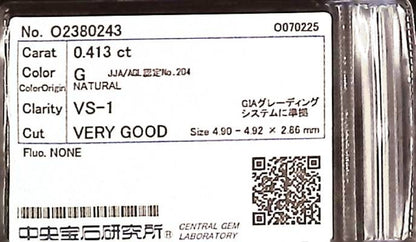 No. O2380243 O070225
Carat 0.413 ct
Color G JJA/AGL認定No.204
ColorOrigin NATURAL
Clarity VS-1 GIAグレーディング
システムに準拠
Cut VERY GOOD Size 4.90 - 4.92 × 2.86 mm
Fluo. NONE
中央宝石研究所® CENTRAL GEM
LABORATORY